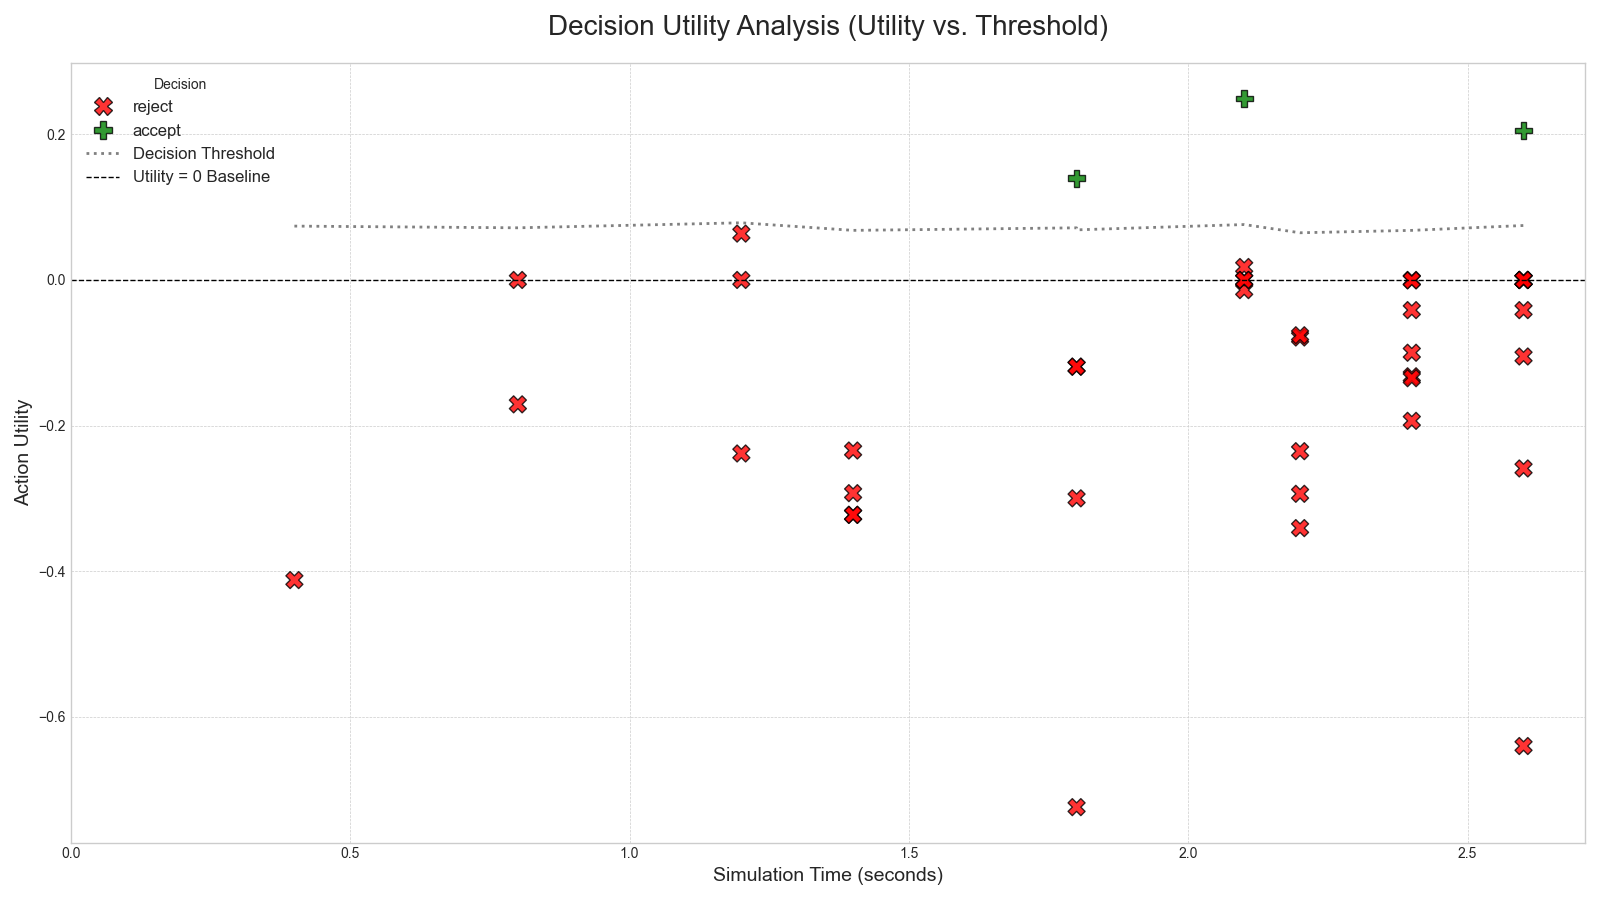 Decision Utility Analysis (Utility vs. Threshold)
Decision
reject
accept
Decision Threshold
Utility = 0 Baseline
Action Utility
0.2
0.0
−0.2
−0.4
−0.6
0.0 0.5 1.0 1.5 2.0 2.5
Simulation Time (seconds)